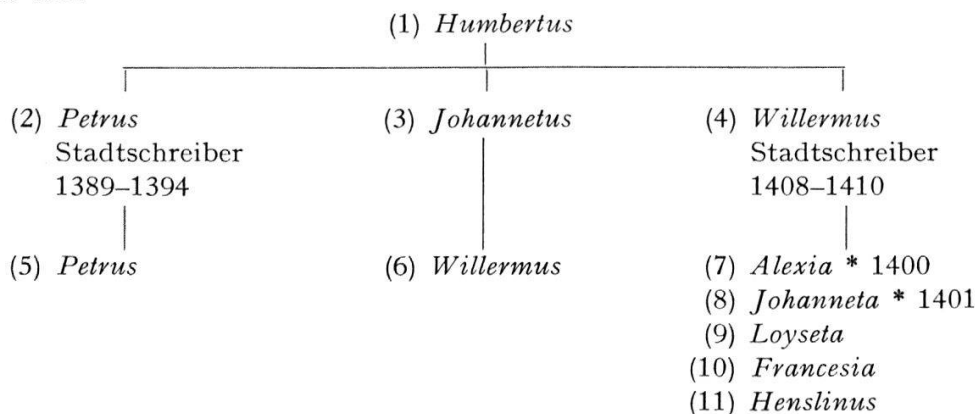 (1) Humbertus
(2) Petrus
Stadtschreiber
1389–1394
(3) Johannetus
(4) Willermus
Stadtschreiber
1408–1410
(5) Petrus
(6) Willermus
(7) Alexia * 1400
(8) Johanneta * 1401
(9) Loyseta
(10) Francesia
(11) Henslinus